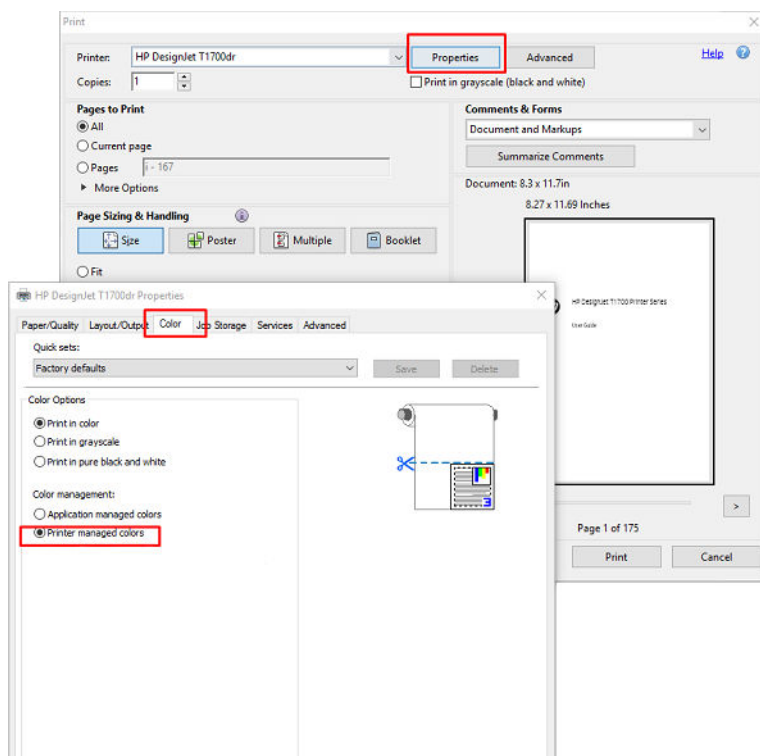 Print
Printer: HP DesignJet T1700dr Properties Advanced Help ?
Copies: 1 Print in grayscale (black and white)
Pages to Print
All
Current page
Pages i - 167
More Options
Comments & Forms
Document and Markups
Summarize Comments
Page Sizing & Handling
Size Poster Multiple Booklet
Fit
Document: 8.3 x 11.7in
8.27 x 11.69 Inches
HP DesignJet T1700 Printer Series
User Guide
>
Page 1 of 175
Print Cancel
HP DesignJet T1700dr Properties
Paper/Quality Layout/Output Color Job Storage Services Advanced
Quick sets:
Factory defaults Save Delete
Color Options
Print in color
Print in grayscale
Print in pure black and white
Color management:
Application managed colors
Printer managed colors
3